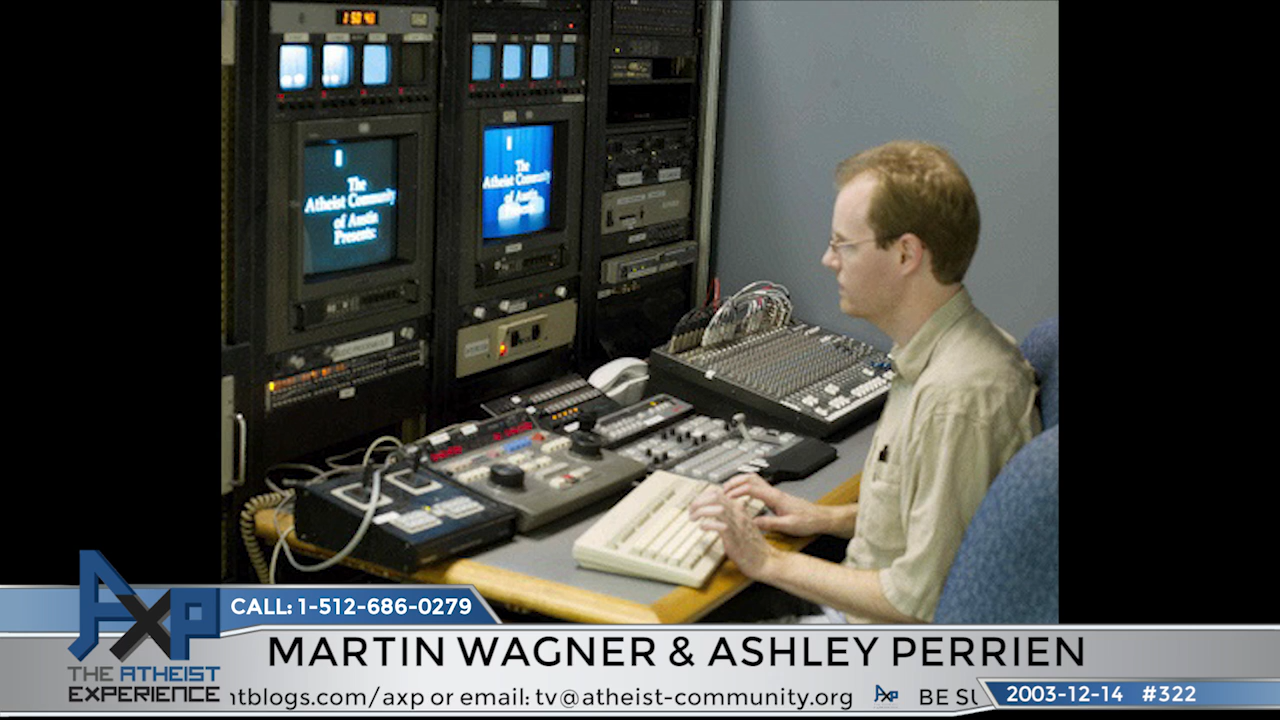 The
Atheist Community
of Austin
Presents:
The
Atheist Community
of Austin
Presents:
AXP
CALL: 1-512-686-0279
MARTIN WAGNER & ASHLEY PERRIEN
THE ATHEIST
EXPERIENCE
ntblogs.com/axp or email: tv@atheist-community.org AXP BE SU
2003-12-14 #322